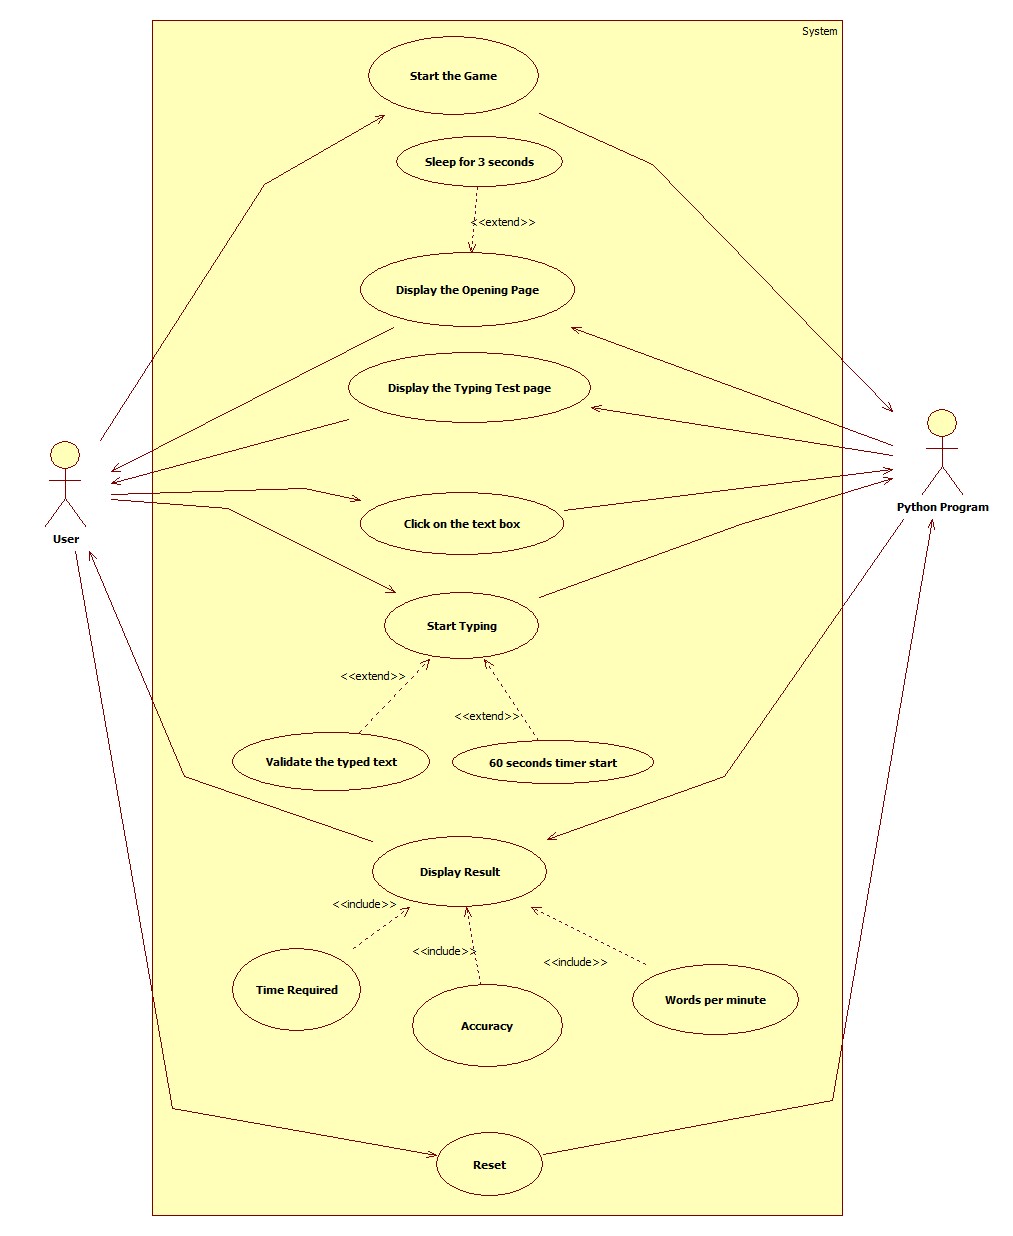 System
Start the Game
Sleep for 3 seconds
<<extend>>
Display the Opening Page
Display the Typing Test page
Python Program
Click on the text box
User
Start Typing
<<extend>>
<<extend>>
Validate the typed text
60 seconds timer start
Display Result
<<include>>
<<include>>
<<include>>
Time Required
Words per minute
Accuracy
Reset